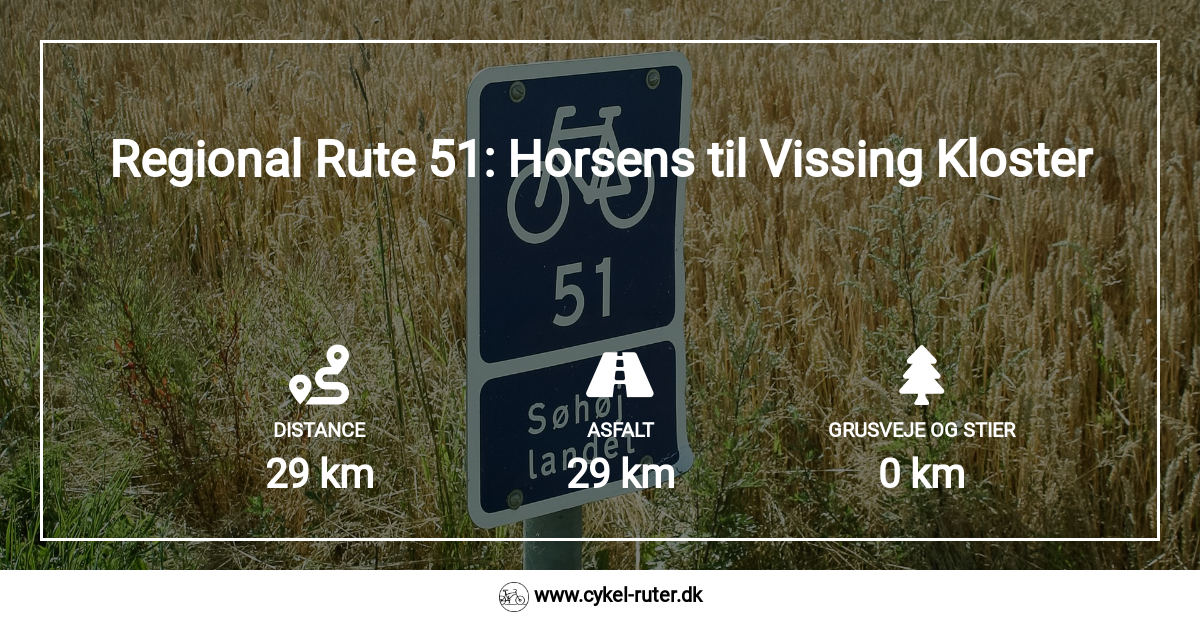 Regional Rute 51: Horsens til Vissing Kloster
51
Søhøj
landet
DISTANCE
29 km
ASFALT
29 km
GRUSVEJE OG STIER
0 km
www.cykel-ruter.dk